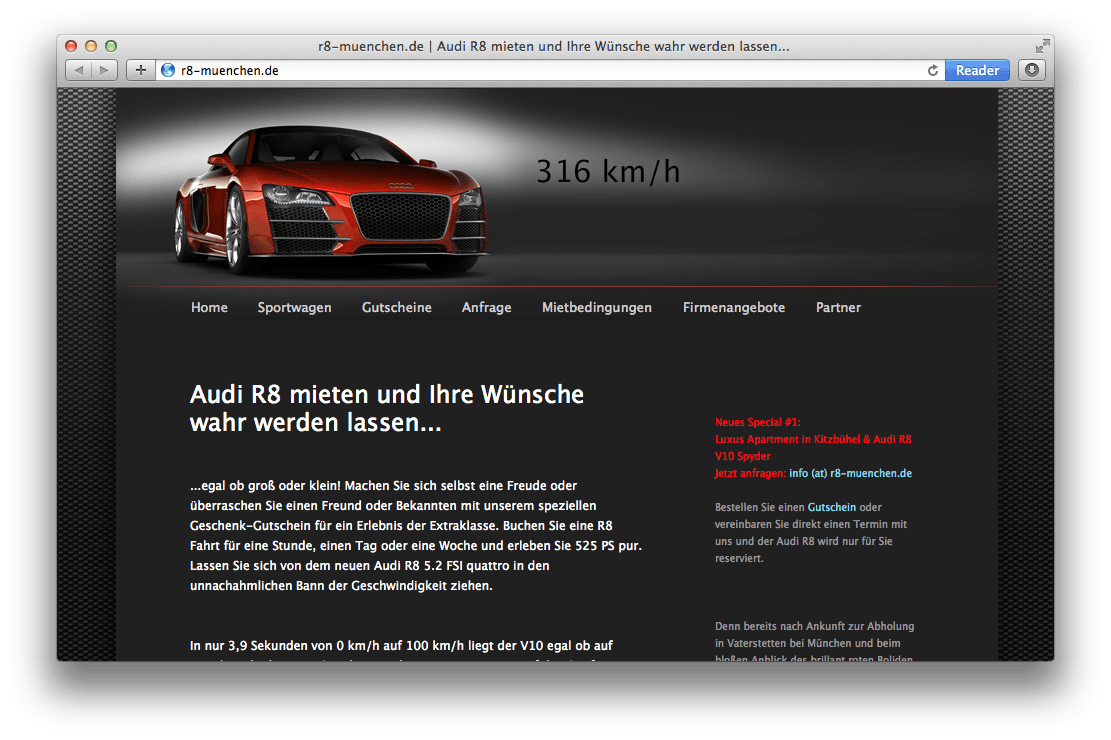 r8-muenchen.de | Audi R8 mieten und Ihre Wünsche wahr werden lassen...
r8-muenchen.de
Reader
316 km/h
Home Sportwagen Gutscheine Anfrage Mietbedingungen Firmenangebote Partner
Audi R8 mieten und Ihre Wünsche
wahr werden lassen...
...egal ob groß oder klein! Machen Sie sich selbst eine Freude oder
überraschen Sie einen Freund oder Bekannten mit unserem speziellen
Geschenk-Gutschein für ein Erlebnis der Extraklasse. Buchen Sie eine R8
Fahrt für eine Stunde, einen Tag oder eine Woche und erleben Sie 525 PS pur.
Lassen Sie sich von dem neuen Audi R8 5.2 FSI quattro in den
unnachahmlichen Bann der Geschwindigkeit ziehen.
In nur 3,9 Sekunden von 0 km/h auf 100 km/h liegt der V10 egal ob auf
Neues Special #1:
Luxus Apartment in Kitzbühel & Audi R8
V10 Spyder
Jetzt anfragen: info (at) r8-muenchen.de
Bestellen Sie einen Gutschein oder
vereinbaren Sie direkt einen Termin mit
uns und der Audi R8 wird nur für Sie
reserviert.
Denn bereits nach Ankunft zur Abholung
in Vaterstetten bei München und beim
bloßen Anblick des brillant roten Boliden